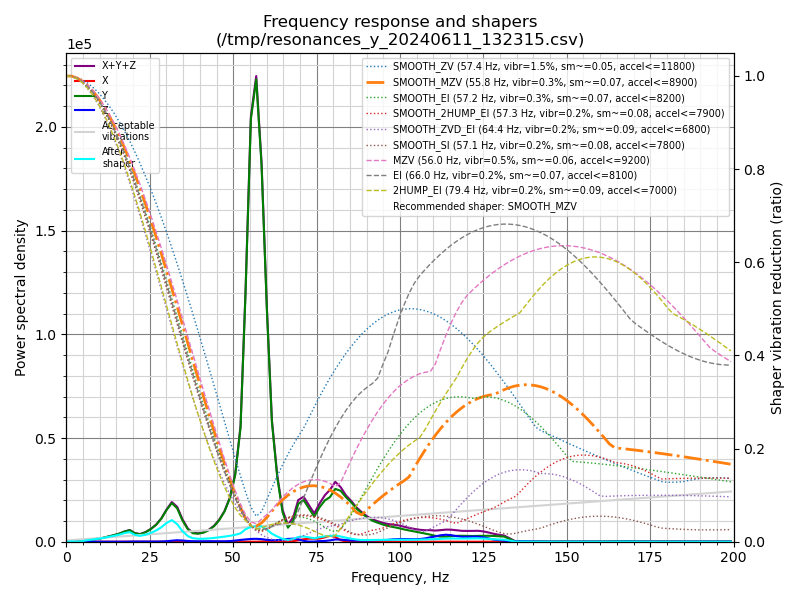 Frequency response and shapers
(/tmp/resonances_y_20240611_132315.csv)
1e5
X+Y+Z
X
Y
Z
Acceptable
vibrations
After
shaper
SMOOTH_ZV (57.4 Hz, vibr=1.5%, sm~=0.05, accel<=11800)
SMOOTH_MZV (55.8 Hz, vibr=0.3%, sm~=0.07, accel<=8900)
SMOOTH_EI (57.2 Hz, vibr=0.3%, sm~=0.07, accel<=8200)
SMOOTH_2HUMP_EI (57.3 Hz, vibr=0.2%, sm~=0.08, accel<=7900)
SMOOTH_ZVD_EI (64.4 Hz, vibr=0.2%, sm~=0.09, accel<=6800)
SMOOTH_SI (57.1 Hz, vibr=0.2%, sm~=0.08, accel<=7800)
MZV (56.0 Hz, vibr=0.5%, sm~=0.06, accel<=9200)
EI (66.0 Hz, vibr=0.2%, sm~=0.07, accel<=8100)
2HUMP_EI (79.4 Hz, vibr=0.2%, sm~=0.09, accel<=7000)
Recommended shaper: SMOOTH_MZV
Power spectral density
2.0
1.5
1.0
0.5
0.0
1.0
0.8
0.6
0.4
0.2
0.0
Shaper vibration reduction (ratio)
0 25 50 75 100 125 150 175 200
Frequency, Hz